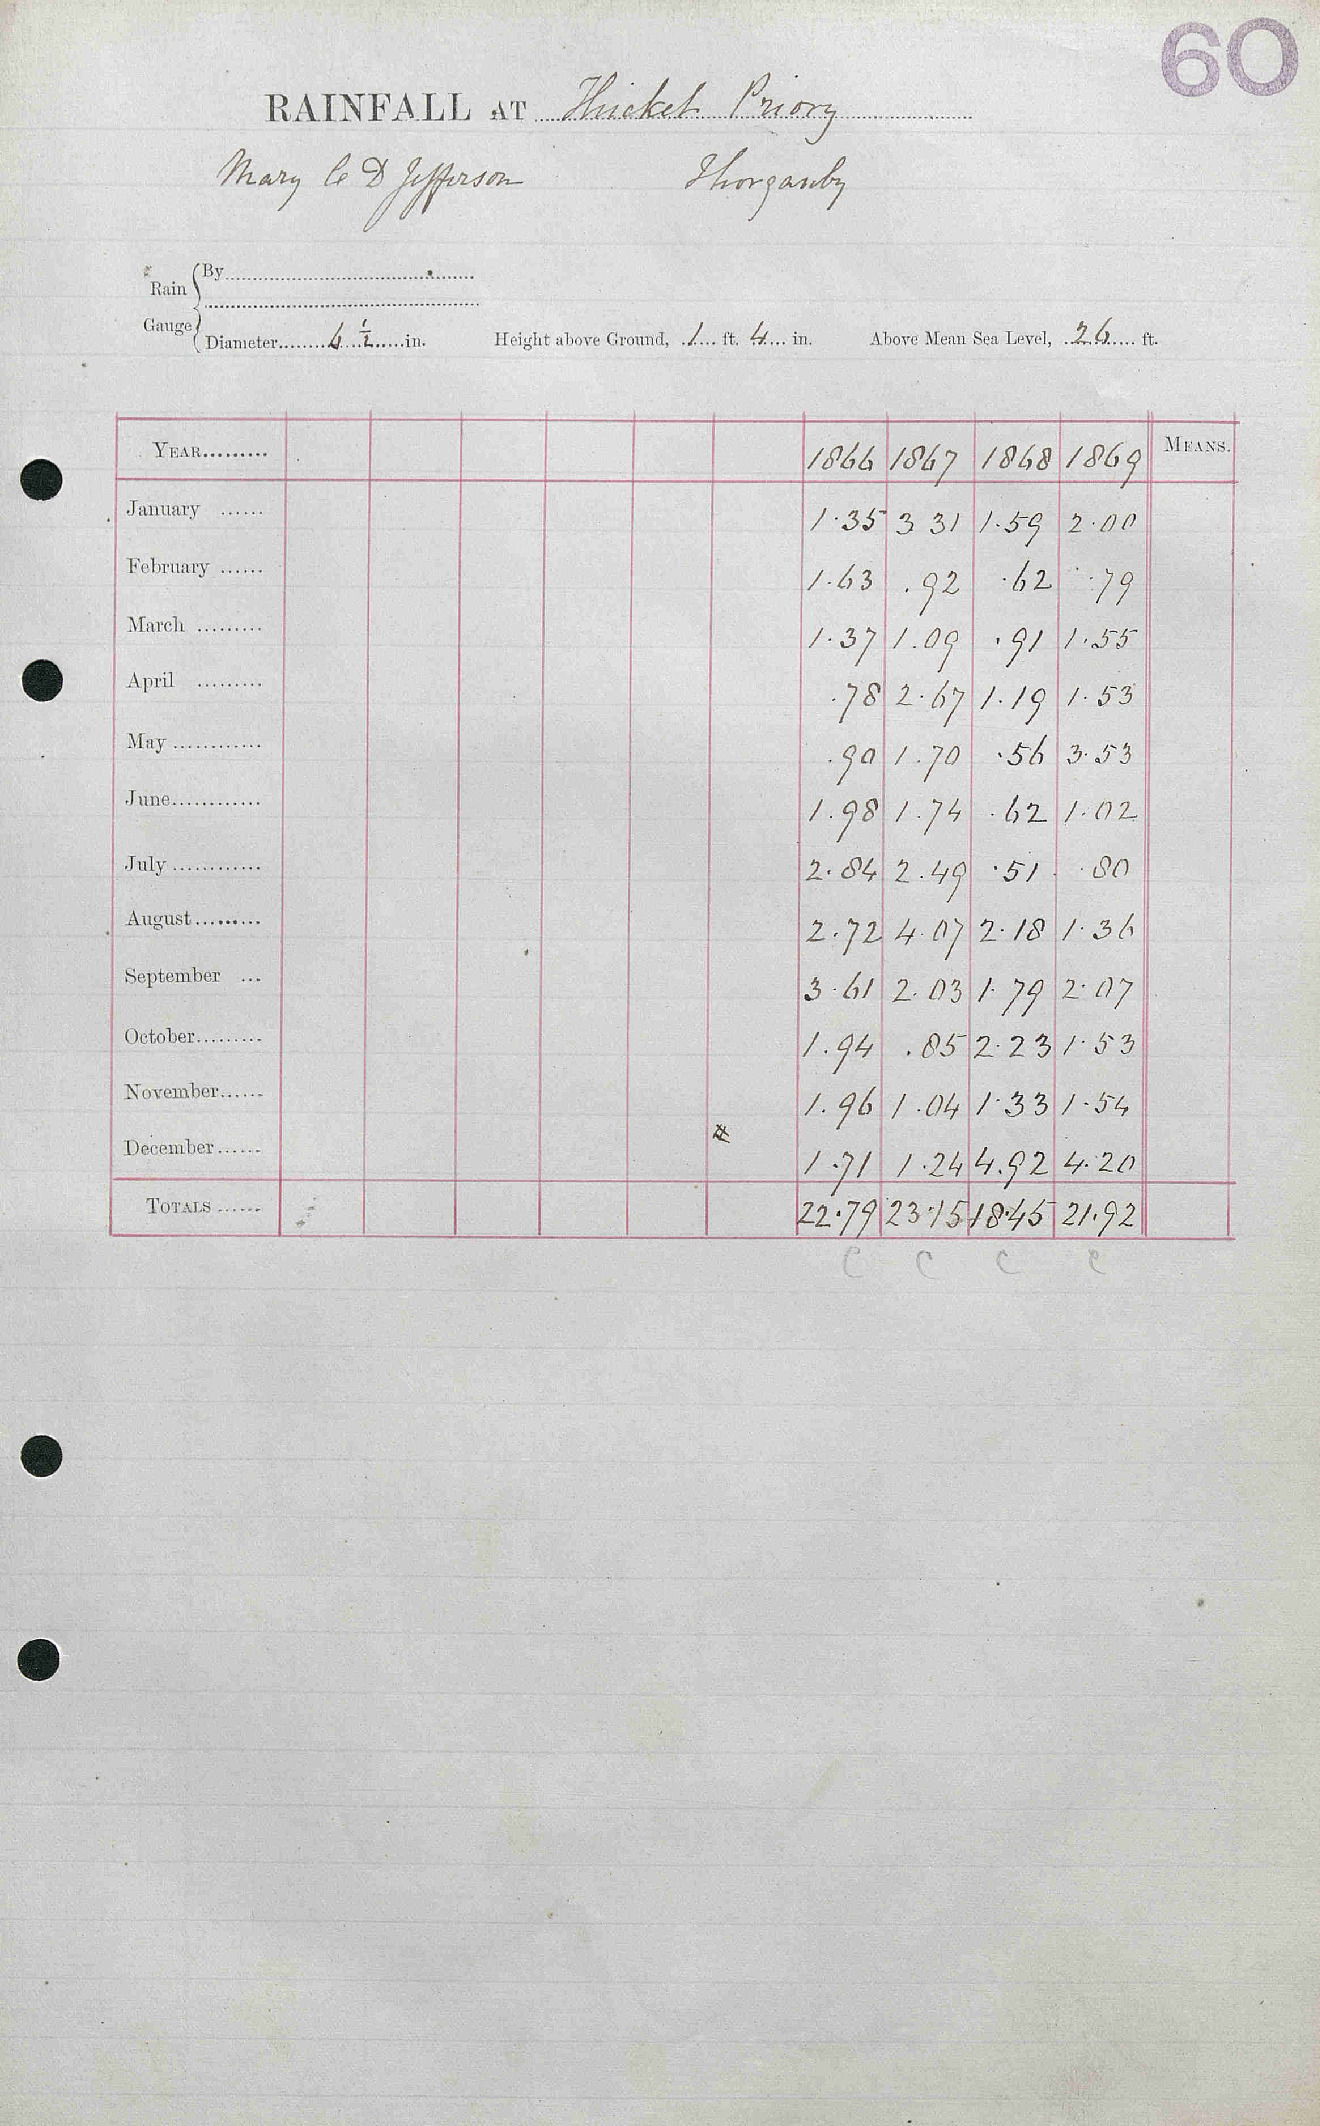 60
RAINFALL AT Thicket Priory
Mary C D Jefferson Thorganby
Rain Gauge
By
Diameter 6 1/2 in. Height above Ground, 1 ft. 4 in. Above Mean Sea Level, 26 ft.
YEAR 1866 1867 1868 1869 MEANS.
January 1.35 3 31 1.59 2.00
February 1.63 .92 .62 .79
March 1.37 1.09 .91 1.55
April .78 2.67 1.19 1.53
May .90 1.70 .56 3.53
June 1.98 1.74 .62 1.02
July 2.84 2.49 .51 .80
August 2.72 4.07 2.18 1.36
September 3.61 2.03 1.79 2.07
October 1.94 .85 2.23 1.53
November 1.96 1.04 1.33 1.54
December 1.71 1.24 4.92 4.20
TOTALS 22.79 23.15 18.45 21.92
C C C C